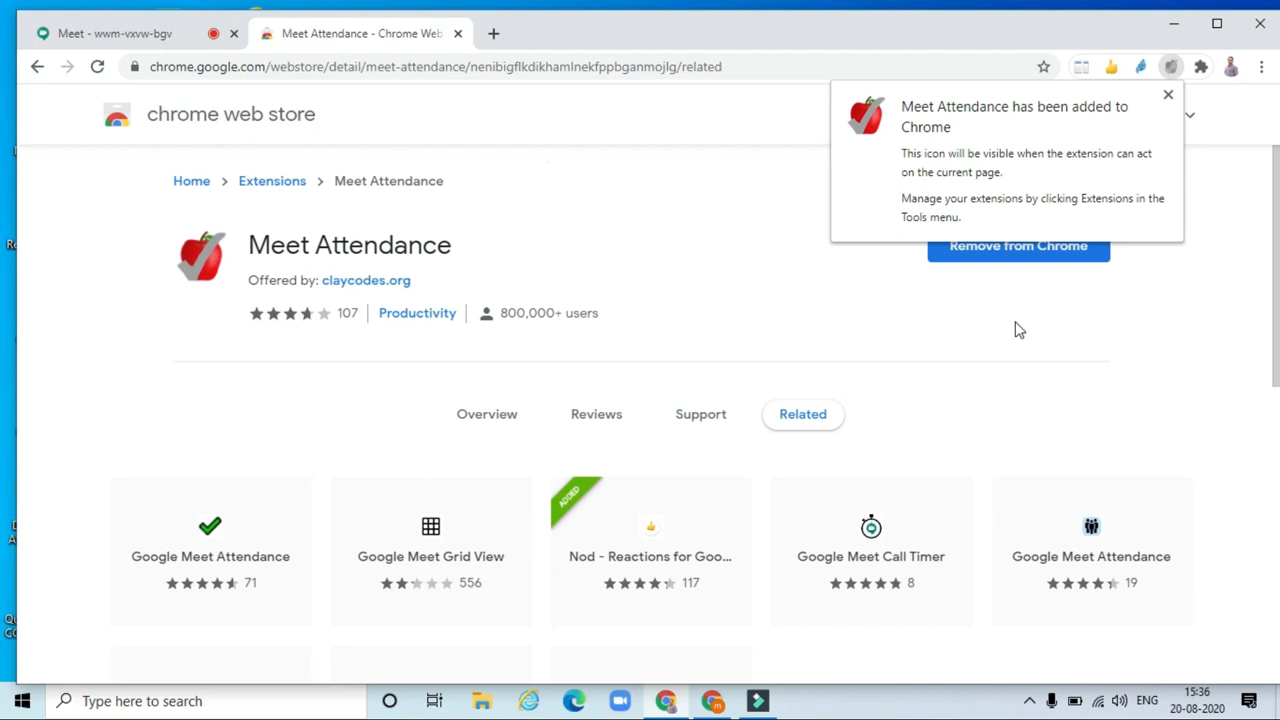 Meet - wwm-vxvw-bgv
Meet Attendance - Chrome Web
chrome.google.com/webstore/detail/meet-attendance/nenibigflkdikhamlnekfppbganmojlg/related
chrome web store
Meet Attendance has been added to
Chrome
This icon will be visible when the extension can act
on the current page.
Manage your extensions by clicking Extensions in the
Tools menu.
Home > Extensions > Meet Attendance
Meet Attendance
Remove from Chrome
Offered by: claycodes.org
107 Productivity 800,000+ users
Overview Reviews Support Related
ADDED
Google Meet Attendance
71
Google Meet Grid View
556
Nod - Reactions for Goo...
117
Google Meet Call Timer
8
Google Meet Attendance
19
Type here to search
ENG
15:36
20-08-2020